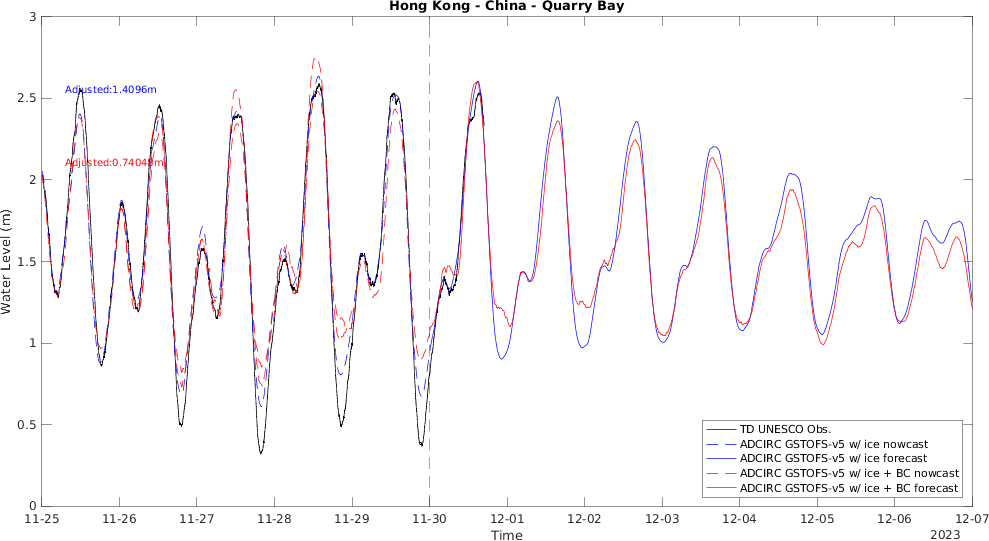 Hong Kong - China - Quarry Bay
3
2.5
2
1.5
1
0.5
0
Water Level (m)
Adjusted:1.4096m
Adjusted:0.74049m
TD UNESCO Obs.
ADCIRC GSTOFS-v5 w/ ice nowcast
ADCIRC GSTOFS-v5 w/ ice forecast
ADCIRC GSTOFS-v5 w/ ice + BC nowcast
ADCIRC GSTOFS-v5 w/ ice + BC forecast
11-25 11-26 11-27 11-28 11-29 11-30 12-01 12-02 12-03 12-04 12-05 12-06 12-07
Time
2023